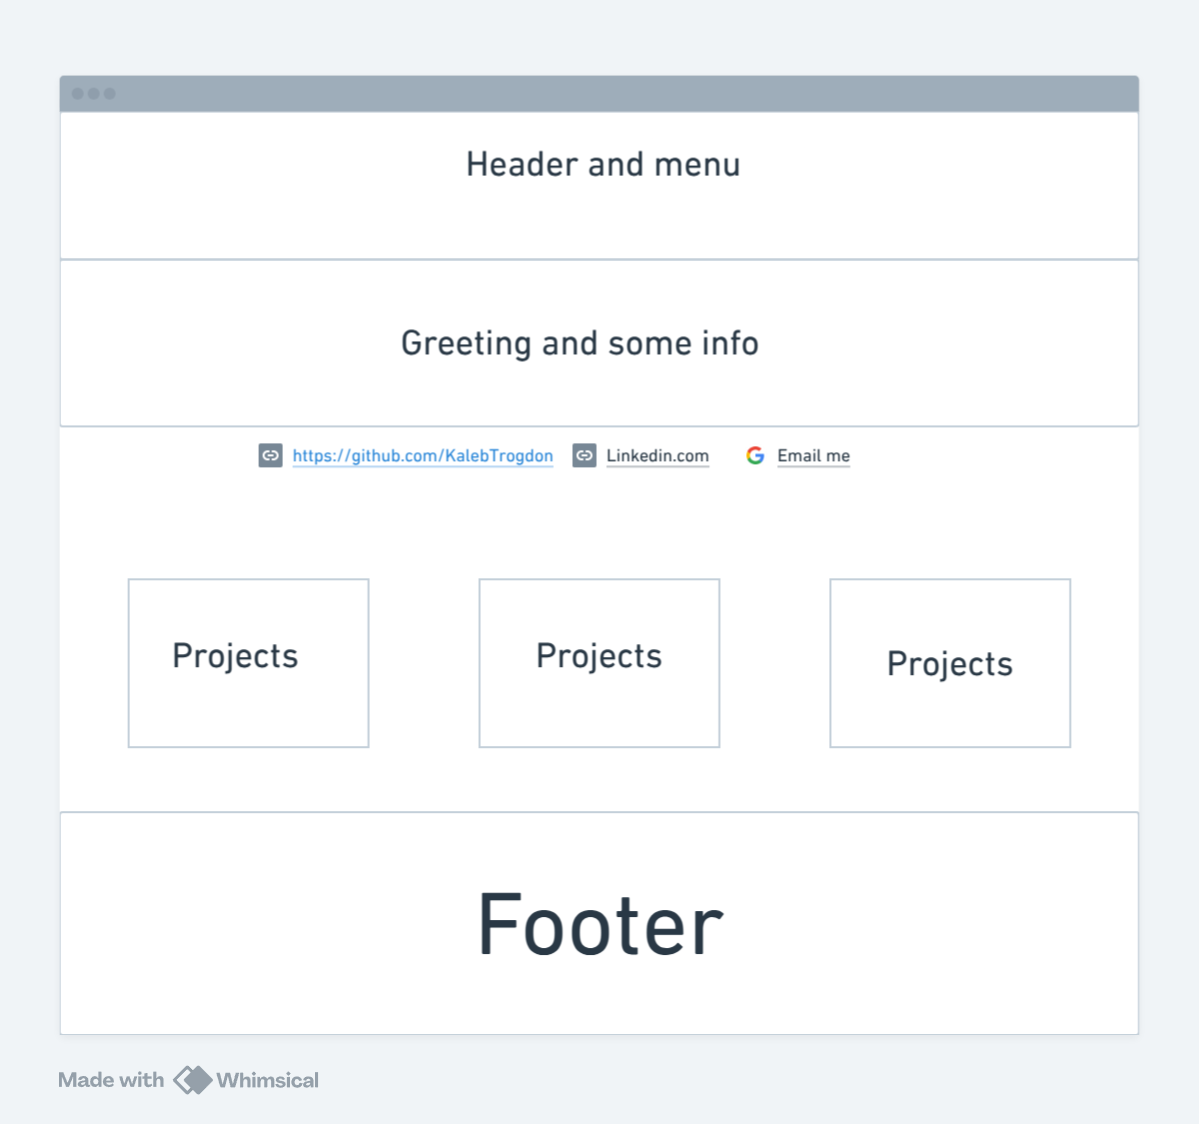 Header and menu
Greeting and some info
https://github.com/KalebTrogdon Linkedin.com Email me
Projects Projects Projects
Footer
Made with Whimsical